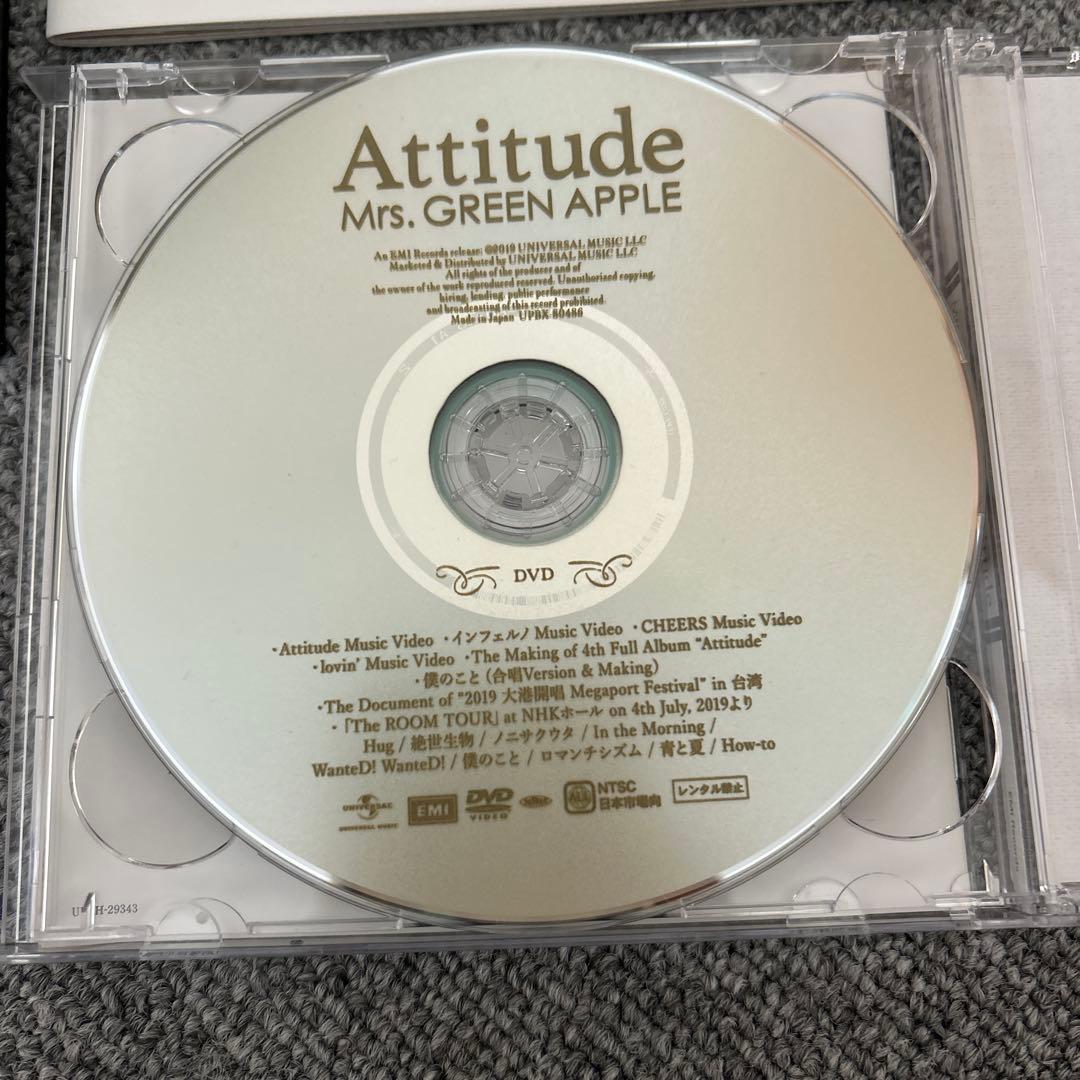 Attitude
Mrs. GREEN APPLE
An EMI Records release: ℗2019 UNIVERSAL MUSIC LLC
Marketed & Distributed by UNIVERSAL MUSIC LLC
All rights of the producer and of
the owner of the work reproduced reserved. Unauthorized copying,
hiring, lending, public performance
and broadcasting of this record prohibited
Made in Japan UPBX-80486
DVD
・Attitude Music Video ・インフェルノ Music Video ・CHEERS Music Video
・lovin' Music Video ・The Making of 4th Full Album “Attitude”
・僕のこと (合唱Version & Making)
・The Document of “2019 大港開唱 Megaport Festival” in 台湾
・「The ROOM TOUR」at NHKホール on 4th July, 2019より
Hug / 絶世生物 / ノニサクウタ / In the Morning /
WanteD! WanteD! / 僕のこと / ロマンチシズム / 青と夏 / How-to
UNIVERSAL
UNIVERSAL MUSIC
EMI
DVD
VIDEO
ALL
NTSC
日本市場向
レンタル禁止
H-29343